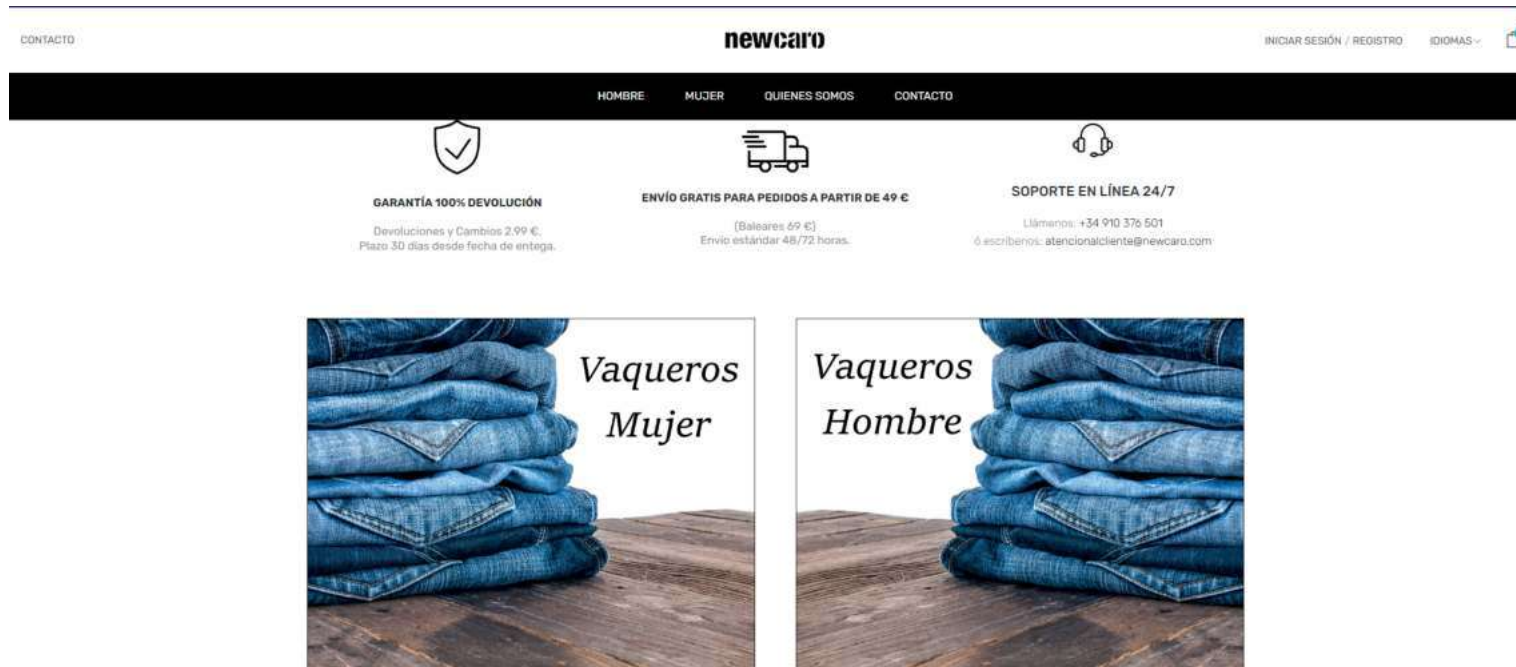 CONTACTO
newcaro
INICIAR SESIÓN / REGISTRO
IDIOMAS
HOMBRE
MUJER
QUIENES SOMOS
CONTACTO
GARANTÍA 100% DEVOLUCIÓN
Devoluciones y Cambios 2.99 €.
Plazo 30 días desde fecha de entega.
ENVÍO GRATIS PARA PEDIDOS A PARTIR DE 49 €
(Baleares 69 €)
Envío estándar 48/72 horas.
SOPORTE EN LÍNEA 24/7
Llámenos: +34 910 376 501
ó escríbenos: atencionalcliente@newcaro.com
Vaqueros
Mujer
Vaqueros
Hombre